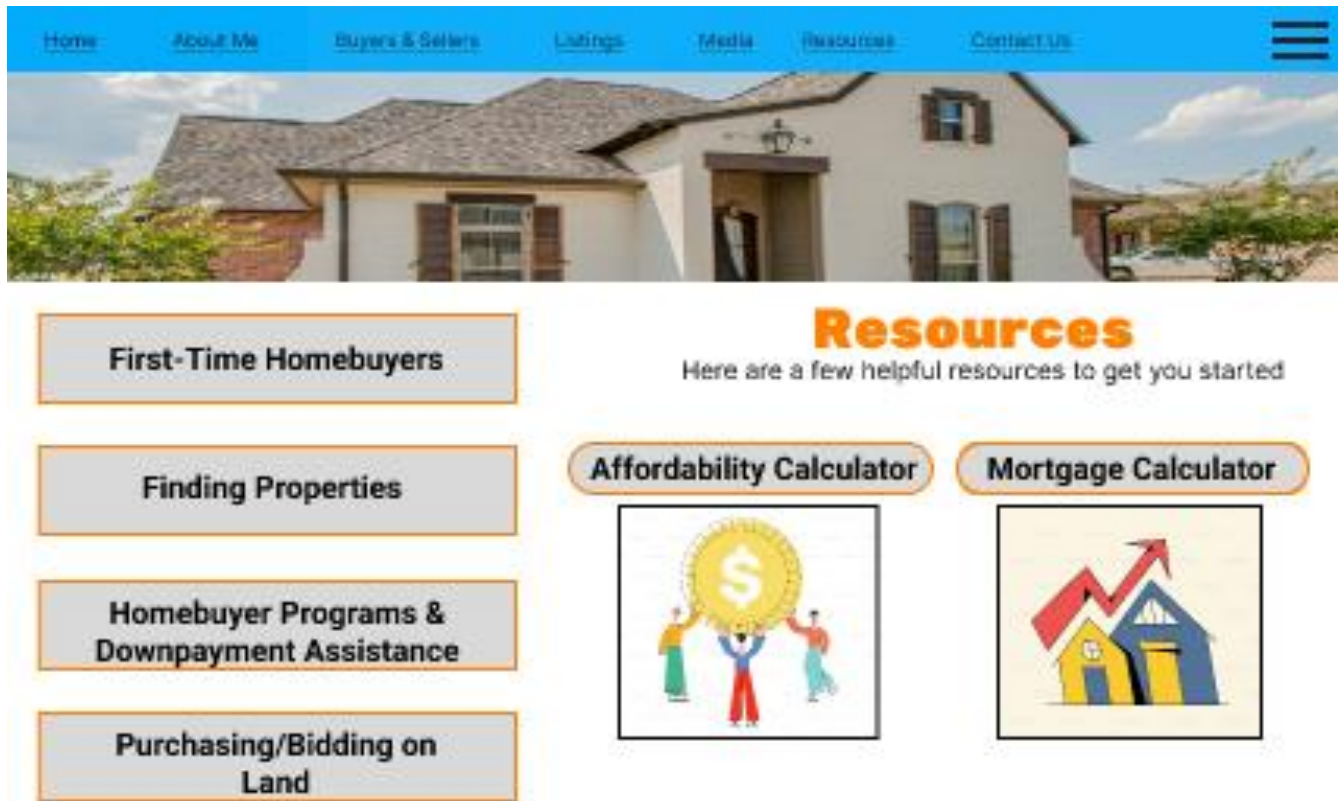 Home About Me Buyers & Sellers Listings Media Resources Contact Us
First-Time Homebuyers
Finding Properties
Homebuyer Programs &
Downpayment Assistance
Purchasing/Bidding on
Land
Resources
Here are a few helpful resources to get you started
Affordability Calculator
Mortgage Calculator
$